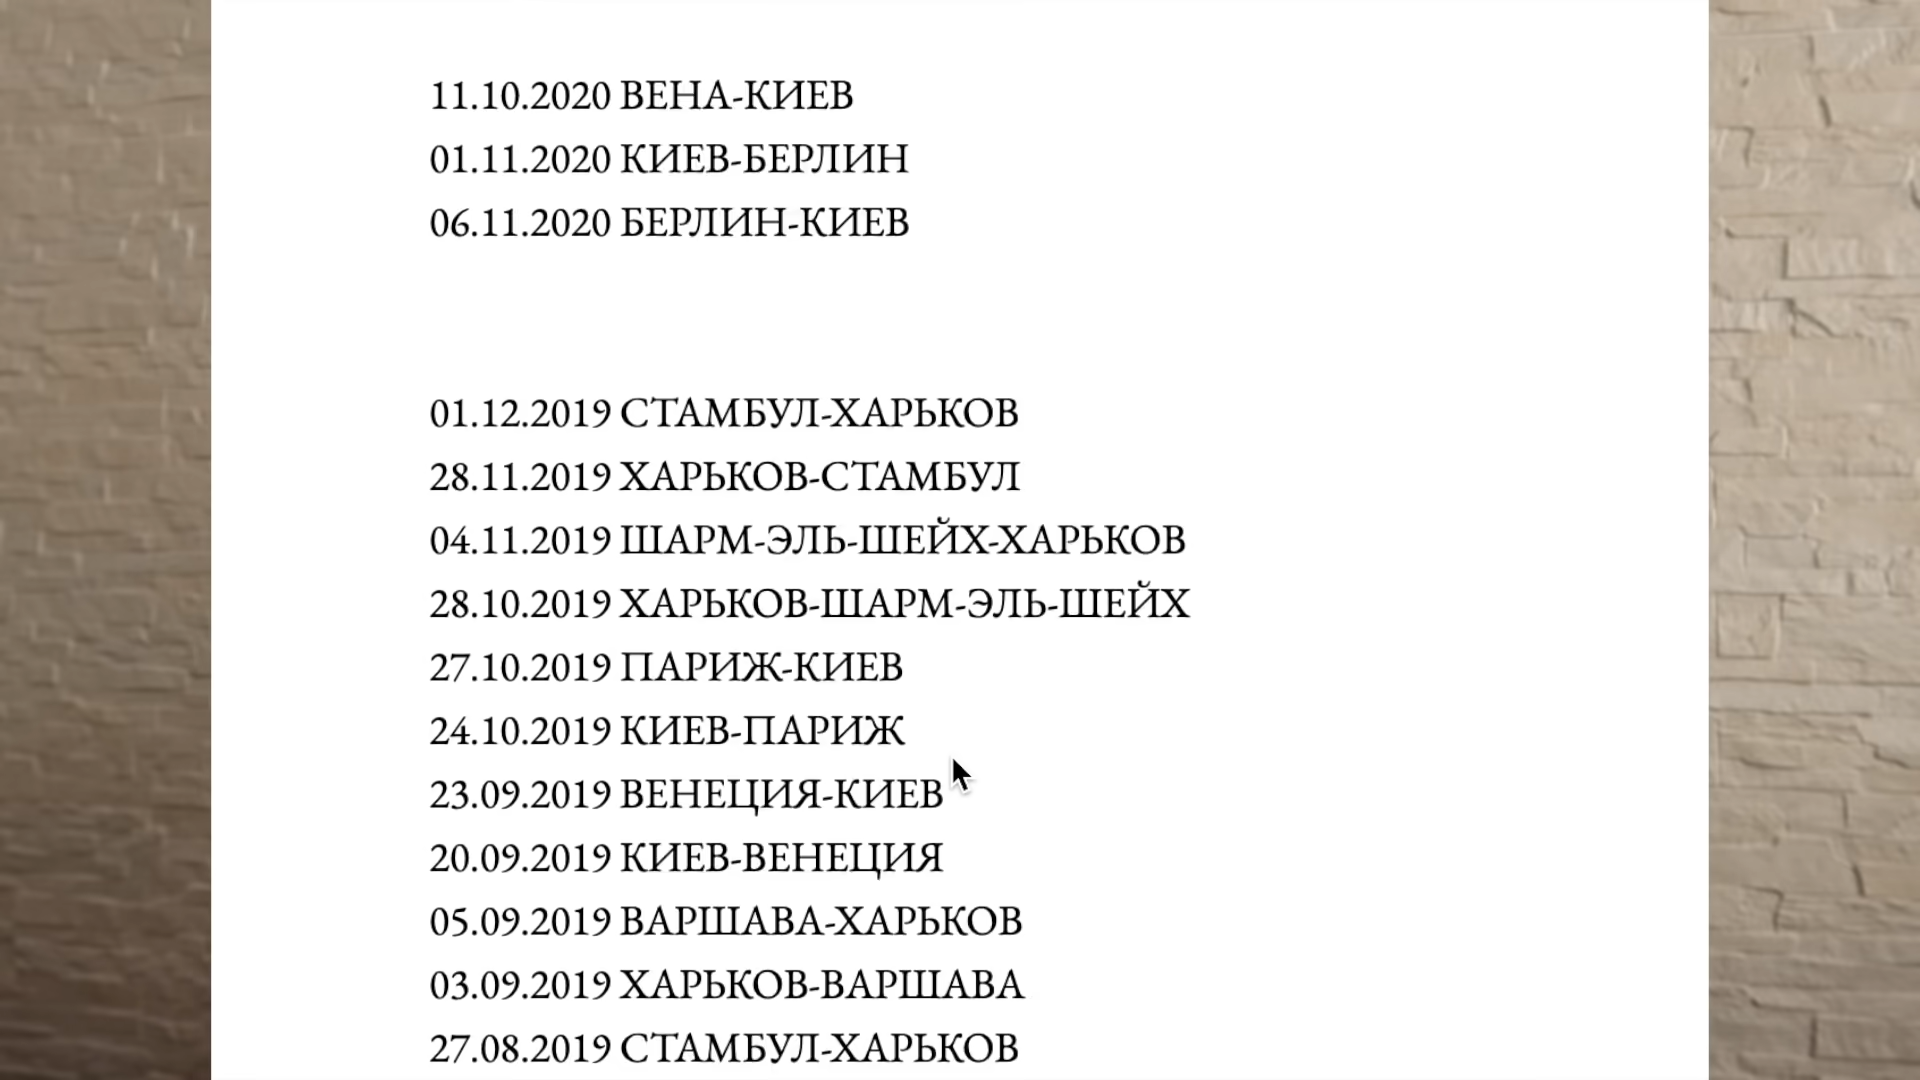 11.10.2020 ВЕНА-КИЕВ
01.11.2020 КИЕВ-БЕРЛИН
06.11.2020 БЕРЛИН-КИЕВ
01.12.2019 СТАМБУЛ-ХАРЬКОВ
28.11.2019 ХАРЬКОВ-СТАМБУЛ
04.11.2019 ШАРМ-ЭЛЬ-ШЕЙХ-ХАРЬКОВ
28.10.2019 ХАРЬКОВ-ШАРМ-ЭЛЬ-ШЕЙХ
27.10.2019 ПАРИЖ-КИЕВ
24.10.2019 КИЕВ-ПАРИЖ
23.09.2019 ВЕНЕЦИЯ-КИЕВ
20.09.2019 КИЕВ-ВЕНЕЦИЯ
05.09.2019 ВАРШАВА-ХАРЬКОВ
03.09.2019 ХАРЬКОВ-ВАРШАВА
27.08.2019 СТАМБУЛ-ХАРЬКОВ